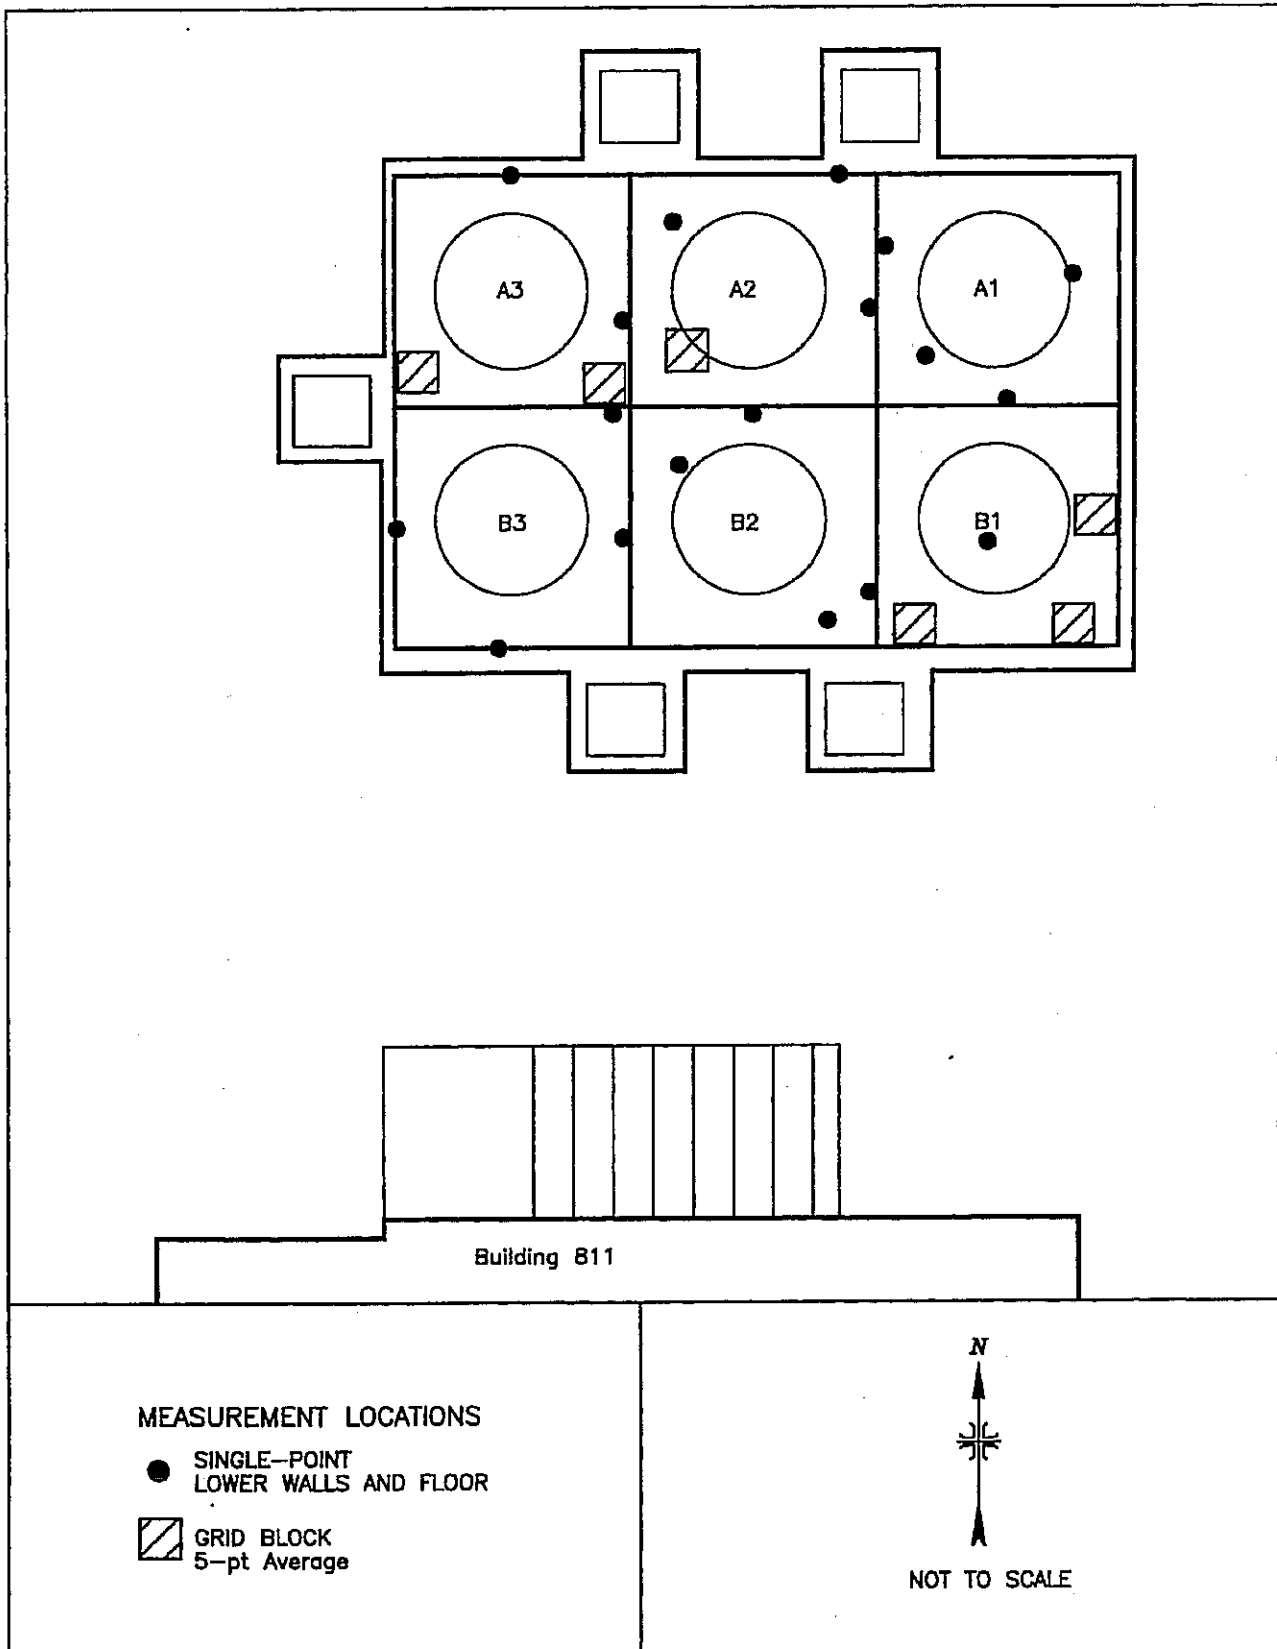 A3
A2
A1
B3
B2
B1
Building 811
MEASUREMENT LOCATIONS
SINGLE-POINT
LOWER WALLS AND FLOOR
GRID BLOCK
5-pt Average
N
NOT TO SCALE